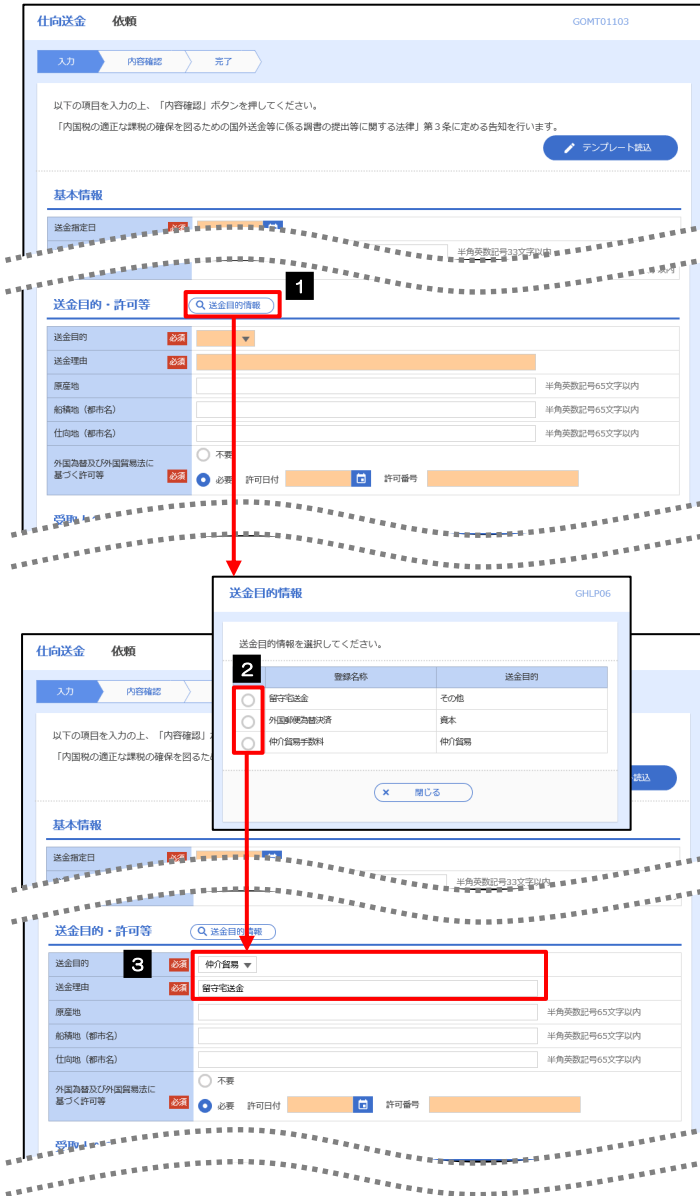 仕向送金 依頼 GOMT01103
入力 内容確認 完了
以下の項目を入力の上、「内容確認」ボタンを押してください。
「内国税の適正な課税の確保を図るための国外送金等に係る調書の提出等に関する法律」第3条に定める告知を行います。
テンプレート読込
基本情報
送金指定日 必須
半角英数記号33文字以内
1
送金目的・許可等 送金目的情報
送金目的 必須
送金理由 必須
原産地 半角英数記号65文字以内
船積地（都市名） 半角英数記号65文字以内
仕向地（都市名） 半角英数記号65文字以内
不要
外国為替及び外国貿易法に
基づく許可等 必須 必要 許可日付 許可番号
送金目的情報 GHLP06
送金目的情報を選択してください。
2
登録名称 送金目的
留守宅送金 その他
外国郵便為替決済 資本
仲介貿易手数料 仲介貿易
× 閉じる
仕向送金 依頼
入力 内容確認
以下の項目を入力の上、「内容確認」
「内国税の適正な課税の確保を図るため
読込
基本情報
送金指定日 必須
半角英数記号33文字以内
送金目的・許可等 送金目的情報
3
送金目的 必須 仲介貿易
送金理由 必須 留守宅送金
原産地 半角英数記号65文字以内
船積地（都市名） 半角英数記号65文字以内
仕向地（都市名） 半角英数記号65文字以内
不要
外国為替及び外国貿易法に
基づく許可等 必須 必要 許可日付 許可番号